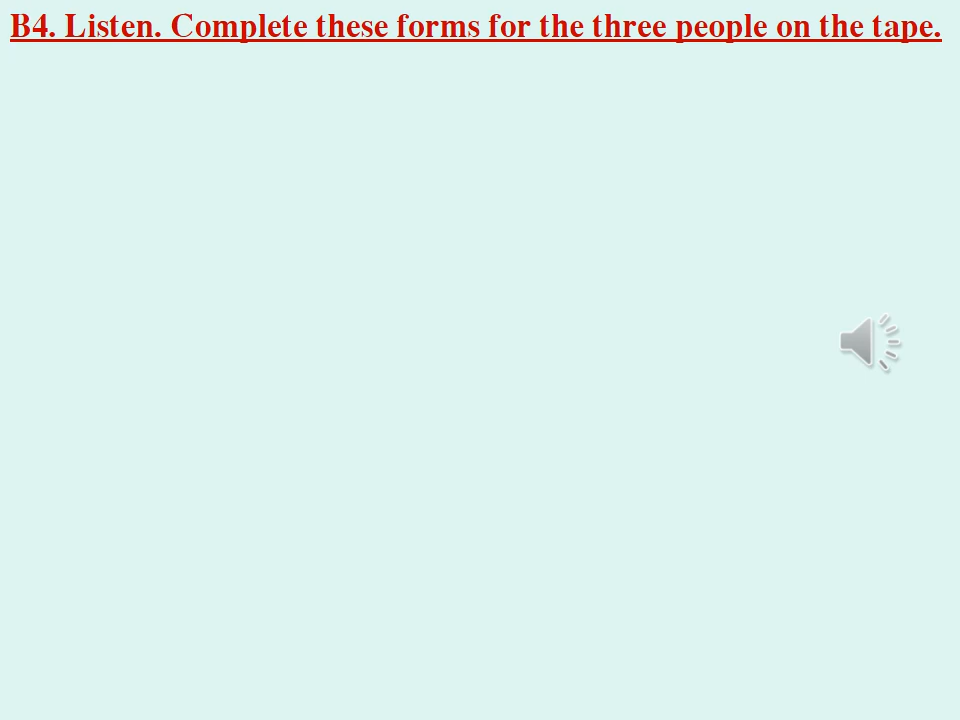 B4. Listen. Complete these forms for the three people on the tape.